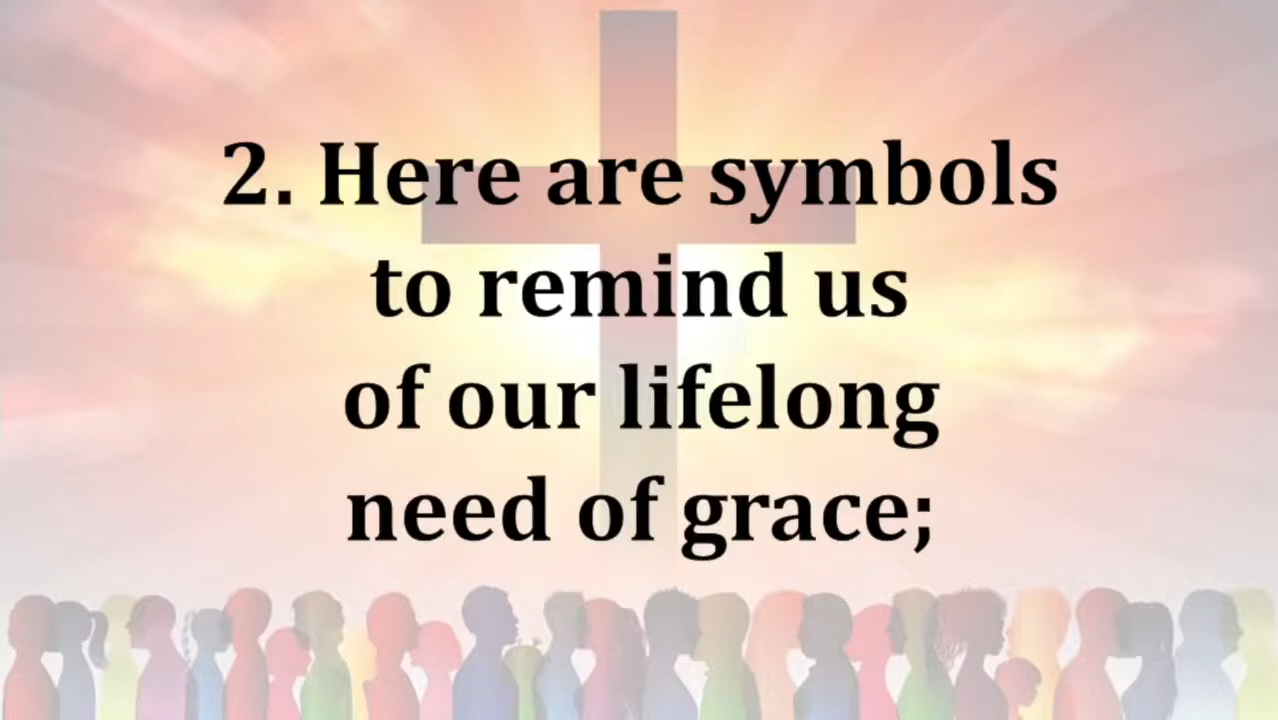 2. Here are symbols
to remind us
of our lifelong
need of grace;